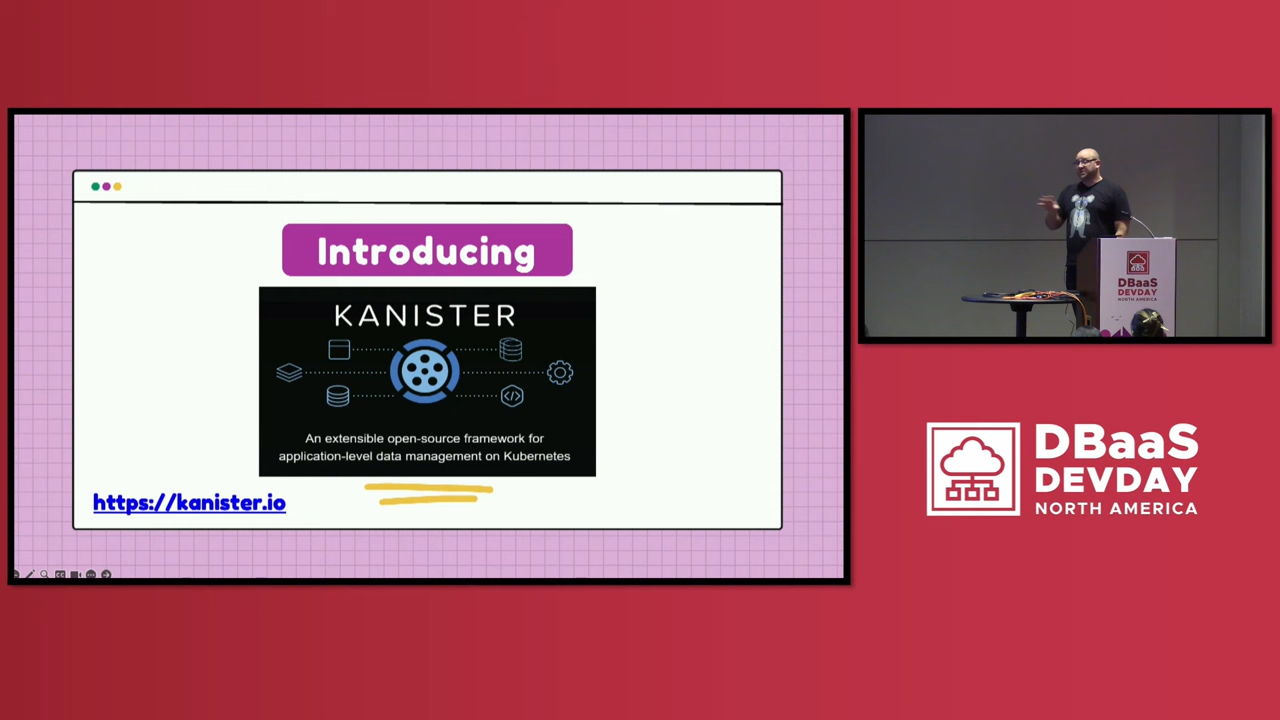 Introducing
KANISTER
An extensible open-source framework for
application-level data management on Kubernetes
https://kanister.io
DBaaS
DEVDAY
NORTH AMERICA
DBaaS
DEVDAY
NORTH AMERICA